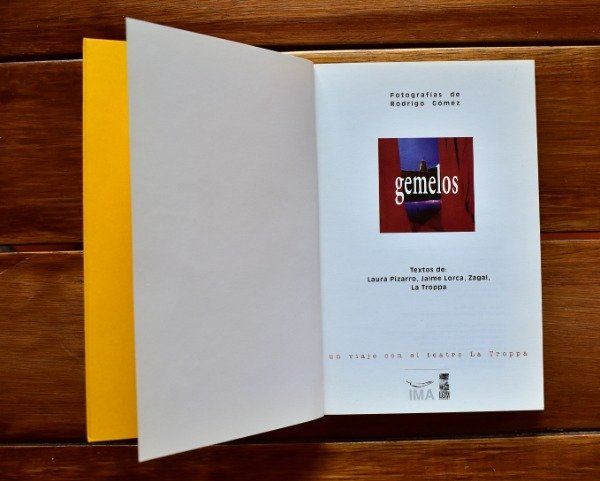 Fotografías de
Rodrigo Gómez
gemelos
Textos de:
Laura Pizarro, Jaime Lorca, Zagal,
La Troppa
un viaje con el teatro La Troppa
IMA
LOM